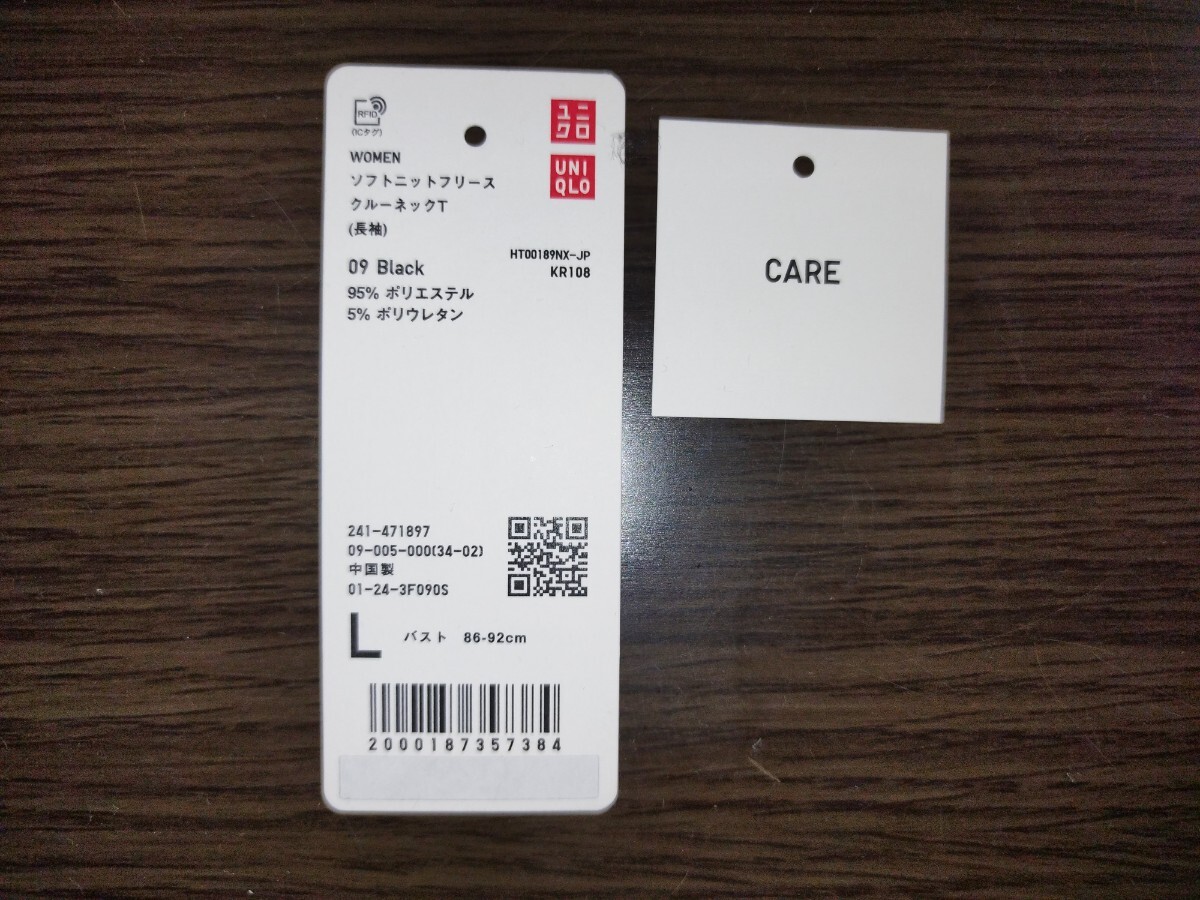 RFID
(ICタグ)
ユニ
クロ
UNI
QLO
WOMEN
ソフトニットフリース
クルーネックT
(長袖)
HT00189NX-JP
09 Black
KR108
95% ポリエステル
5% ポリウレタン
241-471897
09-005-000(34-02)
中国製
01-24-3F090S
L バスト 86-92cm
2000187357384
CARE